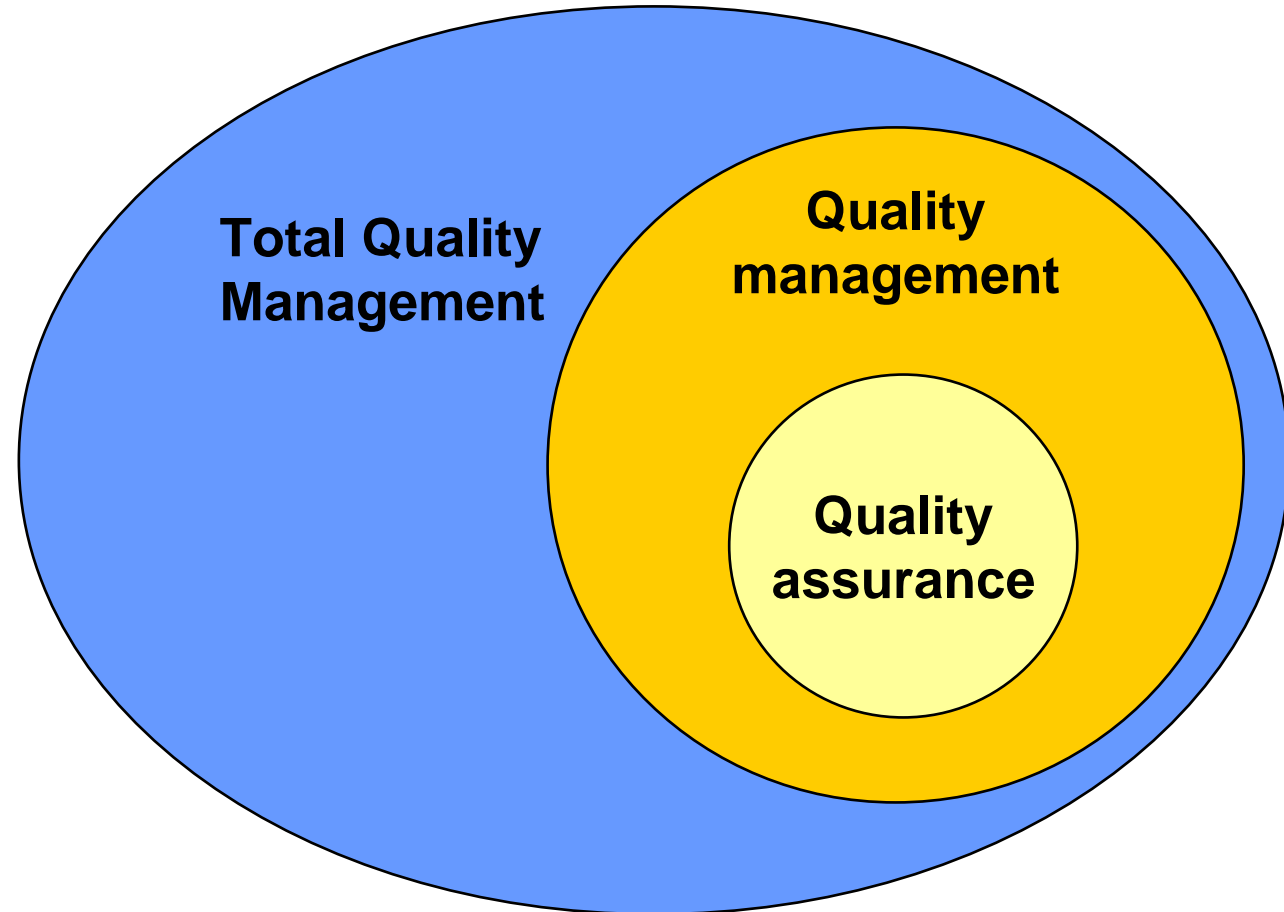 Total Quality
Management
Quality
management
Quality
assurance